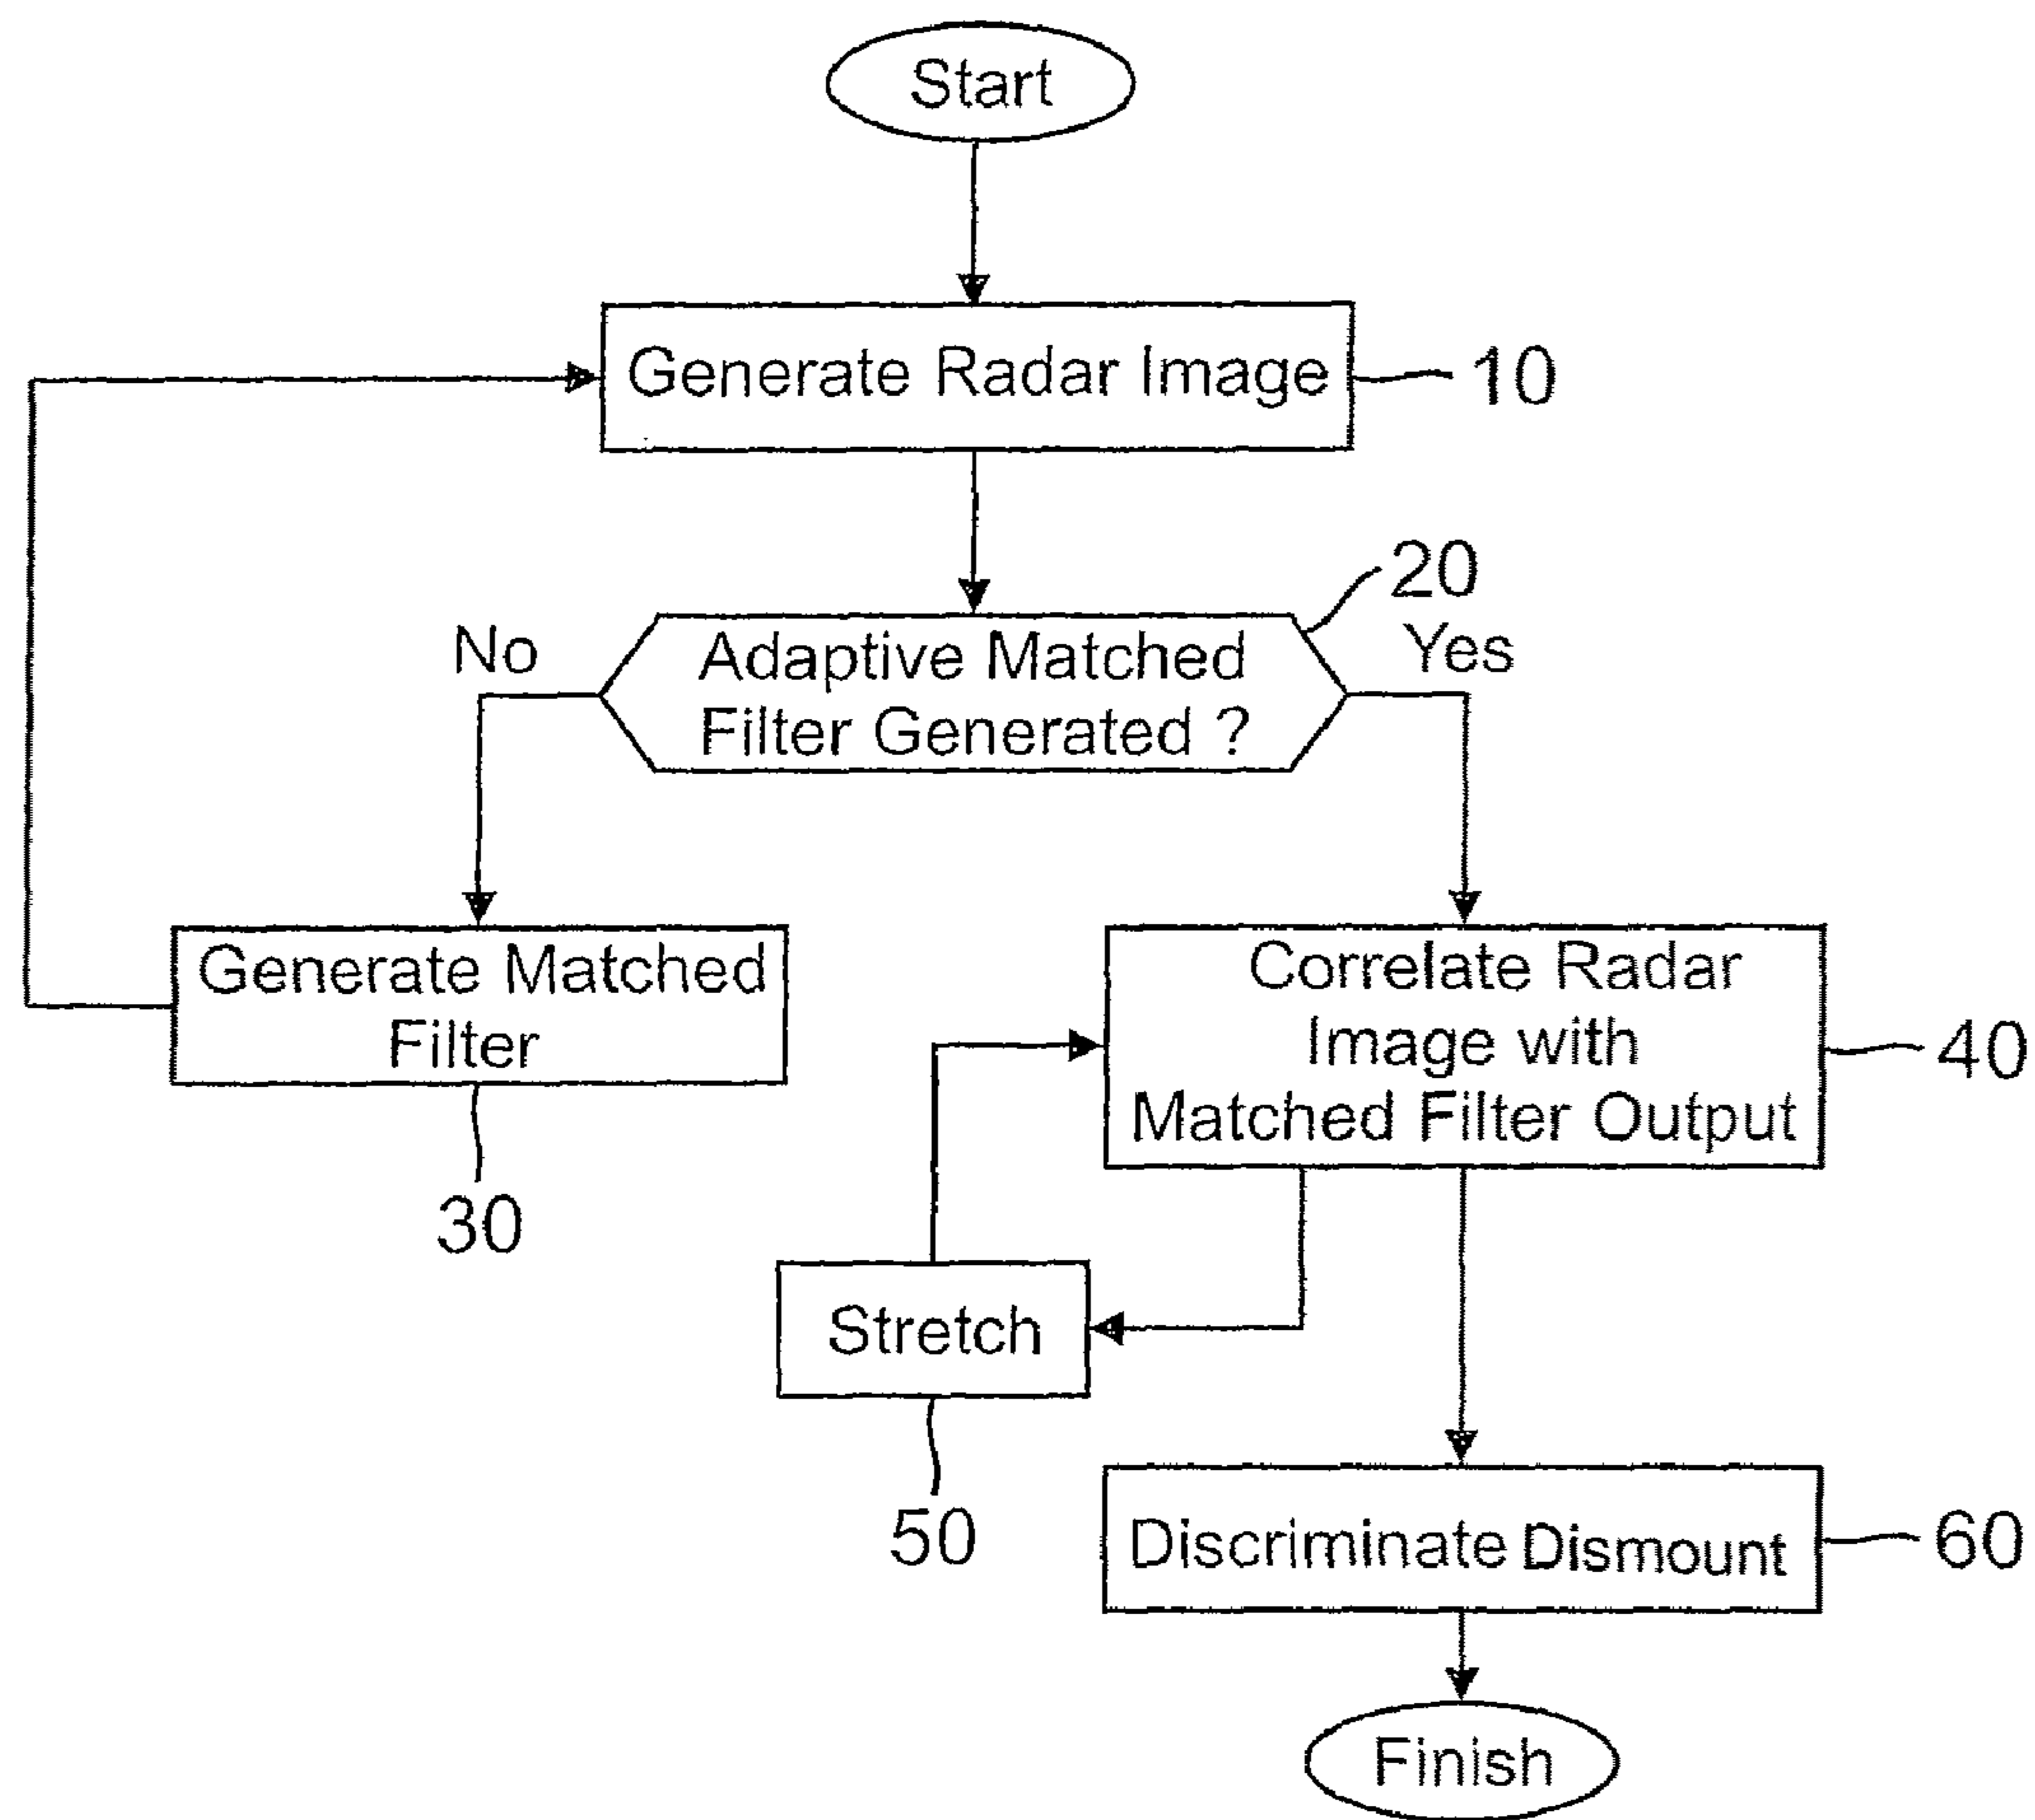 Start
Generate Radar Image
10
20
No
Yes
Adaptive Matched
Filter Generated ?
Generate Matched
Filter
30
Correlate Radar
Image with
Matched Filter Output
40
Stretch
50
Discriminate Dismount
60
Finish